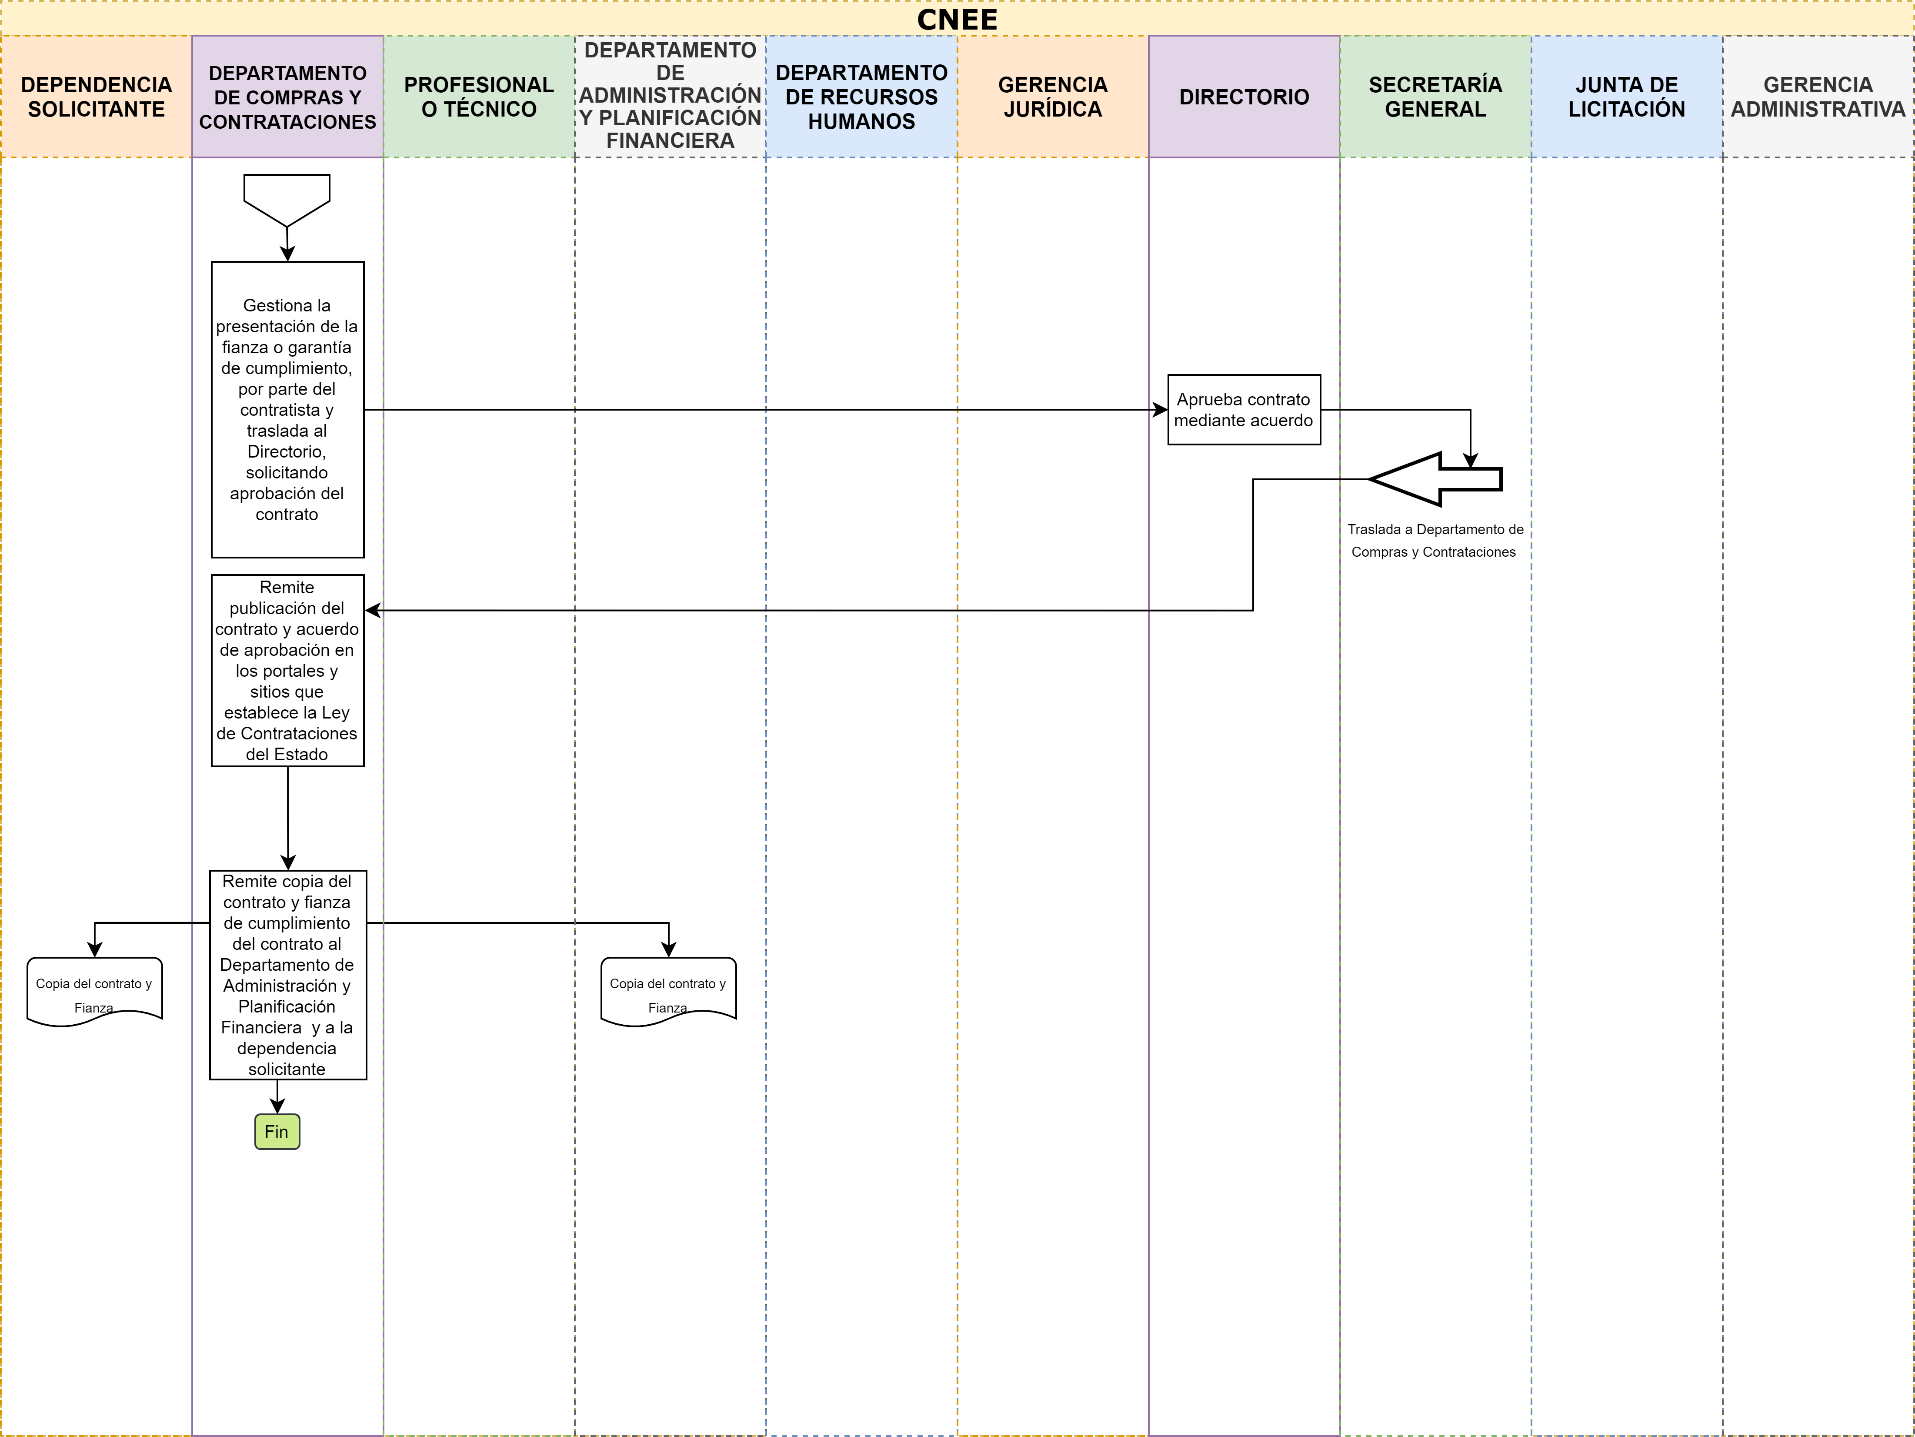 CNEE
DEPENDENCIA
SOLICITANTE
DEPARTAMENTO
DE COMPRAS Y
CONTRATACIONES
PROFESIONAL
O TÉCNICO
DEPARTAMENTO
DE
ADMINISTRACIÓN
Y PLANIFICACIÓN
FINANCIERA
DEPARTAMENTO
DE RECURSOS
HUMANOS
GERENCIA
JURÍDICA
DIRECTORIO
SECRETARÍA
GENERAL
JUNTA DE
LICITACIÓN
GERENCIA
ADMINISTRATIVA
Gestiona la
presentación de la
fianza o garantía
de cumplimiento,
por parte del
contratista y
traslada al
Directorio,
solicitando
aprobación del
contrato
Aprueba contrato
mediante acuerdo
Traslada a Departamento de
Compras y Contrataciones
Remite
publicación del
contrato y acuerdo
de aprobación en
los portales y
sitios que
establece la Ley
de Contrataciones
del Estado
Remite copia del
contrato y fianza
de cumplimiento
del contrato al
Departamento de
Administración y
Planificación
Financiera  y a la
dependencia
solicitante
Copia del contrato y
Fianza
Copia del contrato y
Fianza
Fin